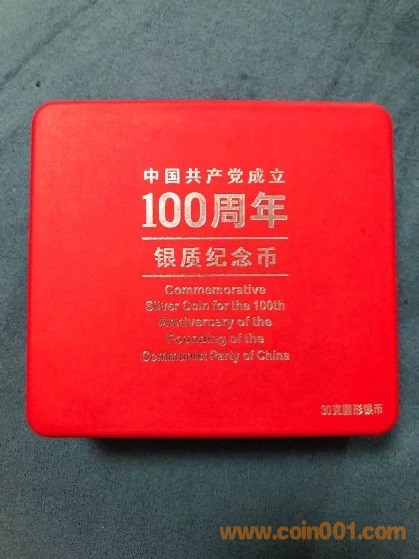 中国共产党成立
100周年
银质纪念币
Commemorative
Silver Coin for the 100th
Anniversary of the
Founding of the
Communist Party of China
30克圆形银币
www.coin001.com